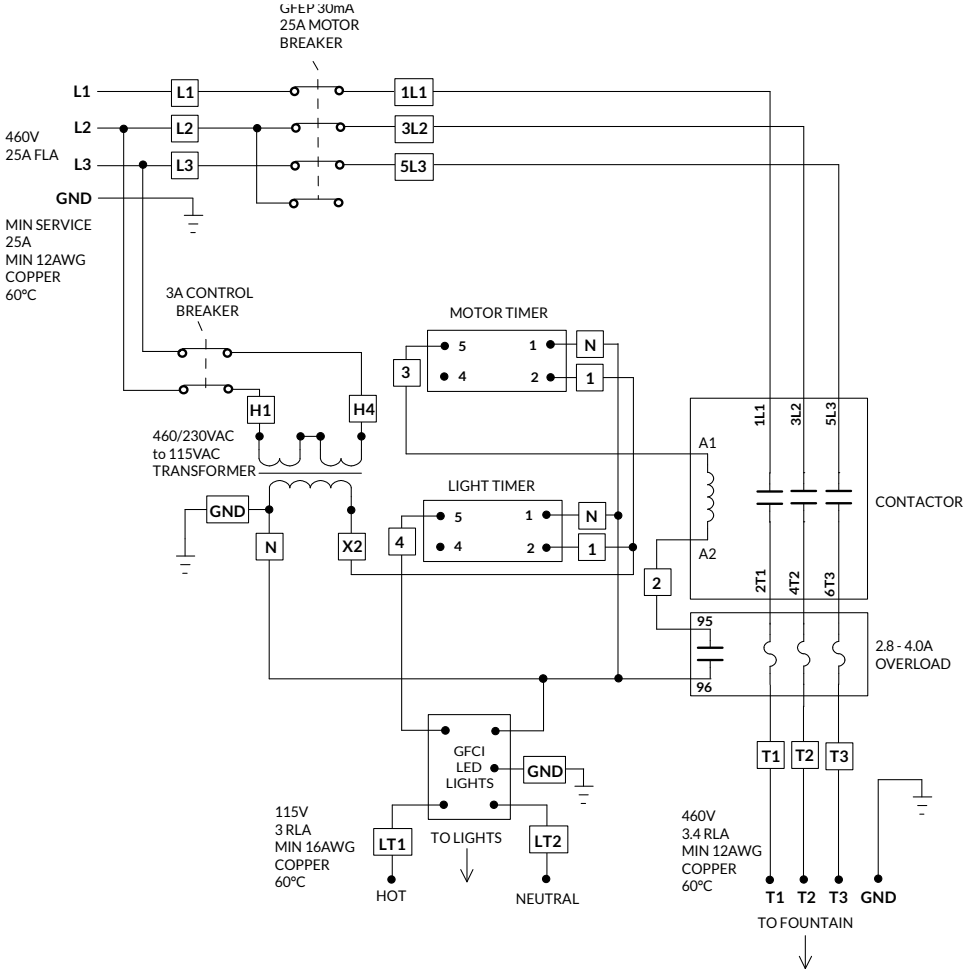 GFEP 30mA
25A MOTOR
BREAKER
L1
L1
1L1
L2
L2
3L2
460V
25A FLA
L3
L3
5L3
GND
MIN SERVICE
25A
MIN 12AWG
COPPER
60°C
3A CONTROL
BREAKER
MOTOR TIMER
5
1
N
3
4
2
1
H1
H4
460/230VAC
to 115VAC
TRANSFORMER
1L1
3L2
5L3
A1
CONTACTOR
LIGHT TIMER
GND
5
1
N
N
X2
4
4
2
1
A2
2
2T1
4T2
6T3
95
96
2.8 - 4.0A
OVERLOAD
GFCI
LED
LIGHTS
GND
T1
T2
T3
115V
3 RLA
MIN 16AWG
COPPER
60°C
LT1
TO LIGHTS
LT2
HOT
NEUTRAL
460V
3.4 RLA
MIN 12AWG
COPPER
60°C
T1
T2
T3
GND
TO FOUNTAIN